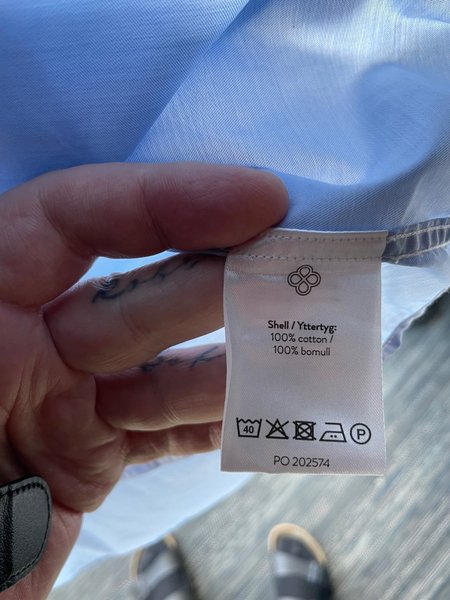 Shell / Yttertyg:
100% cotton /
100% bomull
40 P
PO 202574